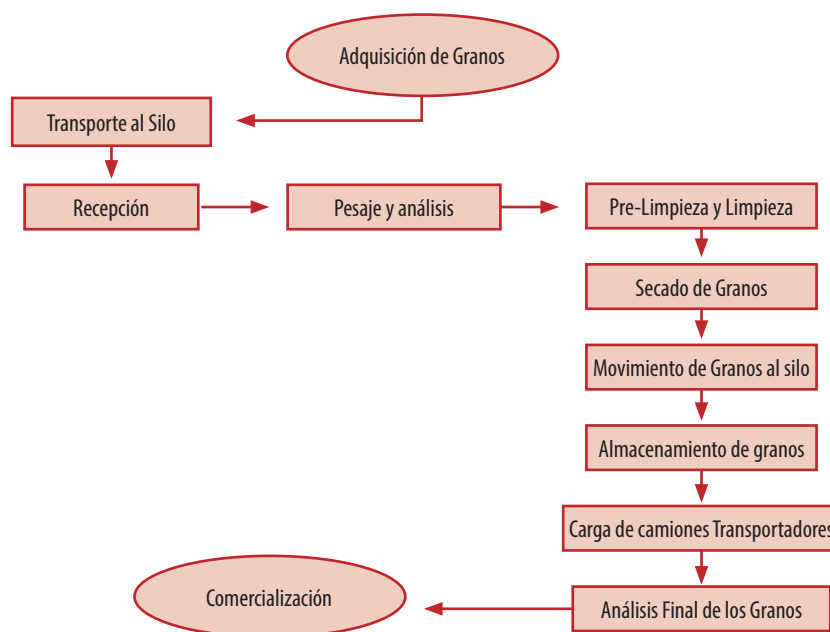 Adquisición de Granos
Transporte al Silo
Recepción
Pesaje y análisis
Pre-Limpieza y Limpieza
Secado de Granos
Movimiento de Granos al silo
Almacenamiento de granos
Carga de camiones Transportadores
Análisis Final de los Granos
Comercialización